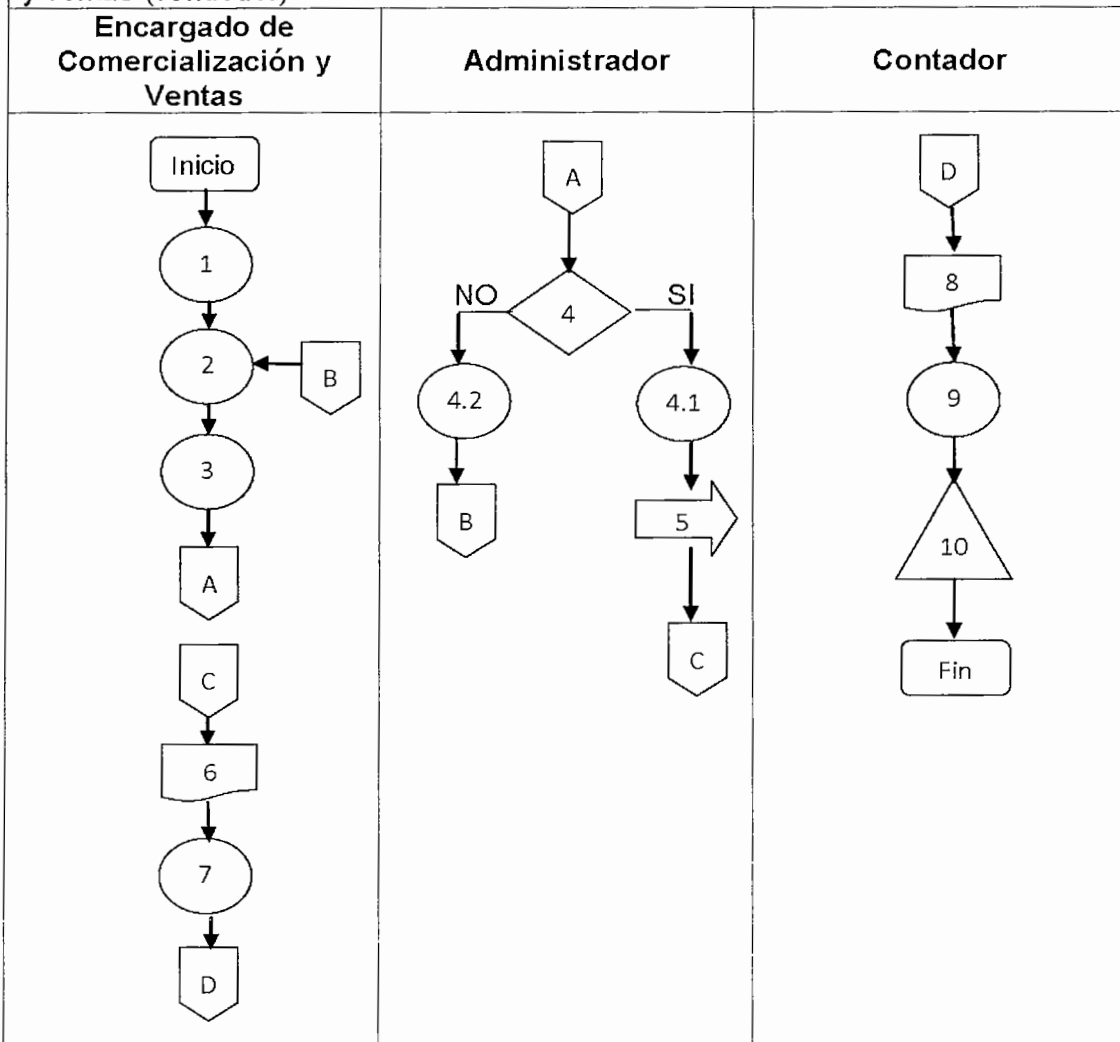 Encargado de
Comercialización y
Ventas
Administrador
Contador
Inicio
1
2
B
3
A
C
6
7
D
A
NO
4
SI
4.2
4.1
B
5
C
D
8
9
10
Fin